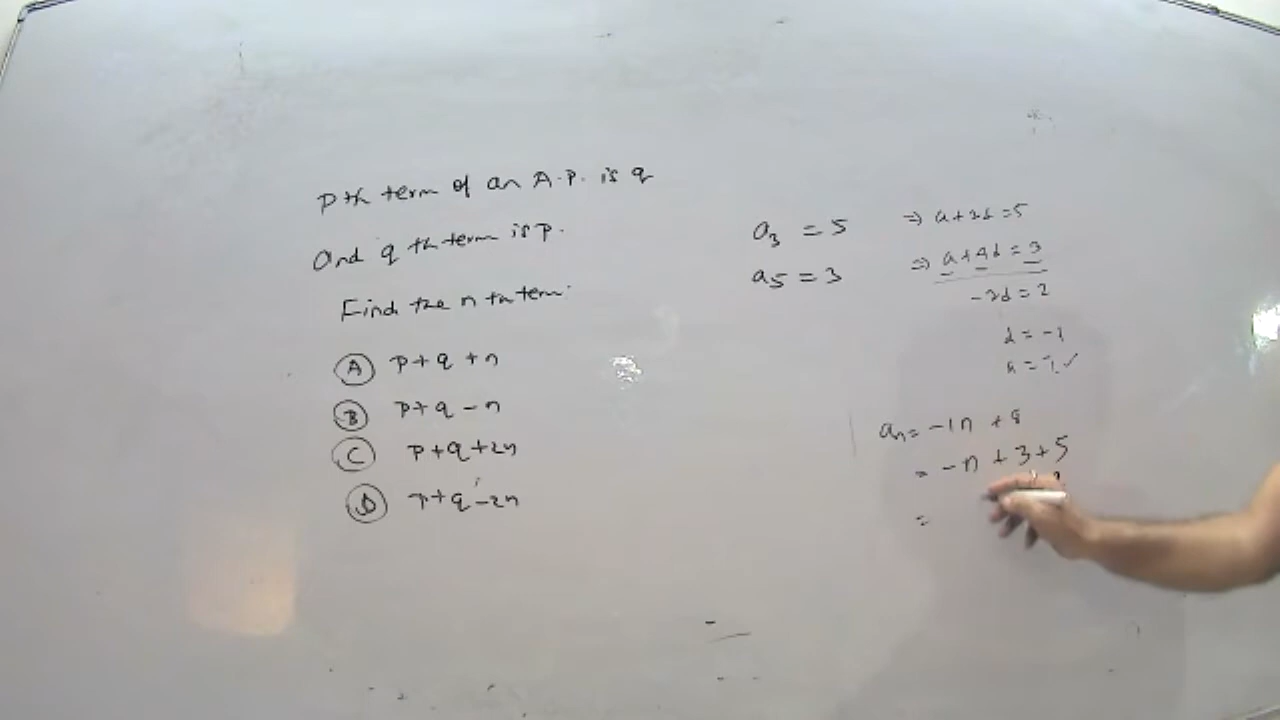 Pth term of an A.P. is q
and q th term is p.
Find the n th term.
(A) p+q+n
(B) p+q-n
(C) p+q+2n
(D) p+q-2n
a3 = 5 ⇒ a+2d=5
a5 = 3 ⇒ a+4d=3
-2d=2
d=-1
a=7 ✓
an=-1n+8
=-n+3+5
=